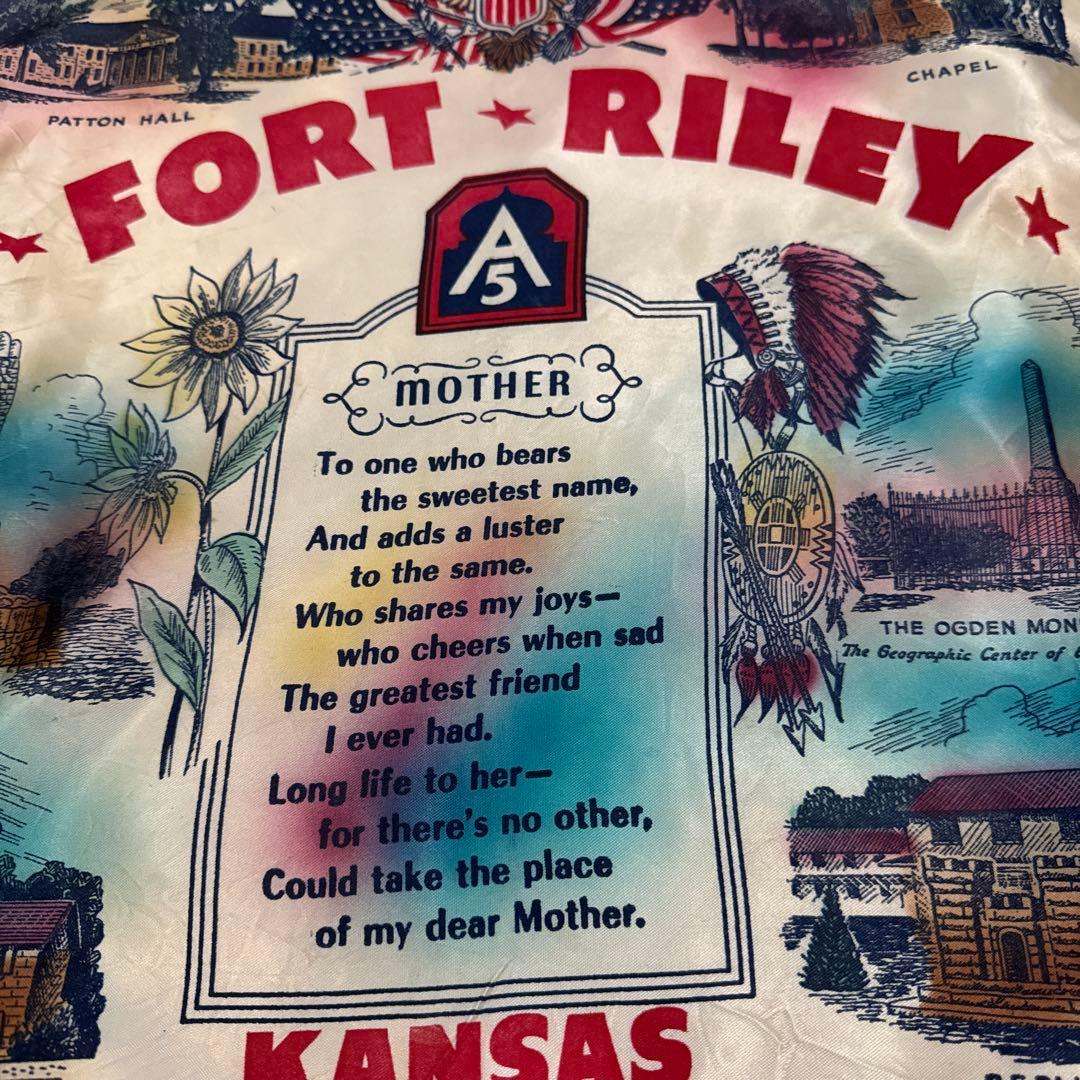 PATTON HALL
CHAPEL
FORT RILEY
A
5
MOTHER
To one who bears
the sweetest name,
And adds a luster
to the same.
Who shares my joys—
who cheers when sad
The greatest friend
I ever had.
Long life to her—
for there's no other,
Could take the place
of my dear Mother.
THE OGDEN MON
The Geographic Center of
KANSAS